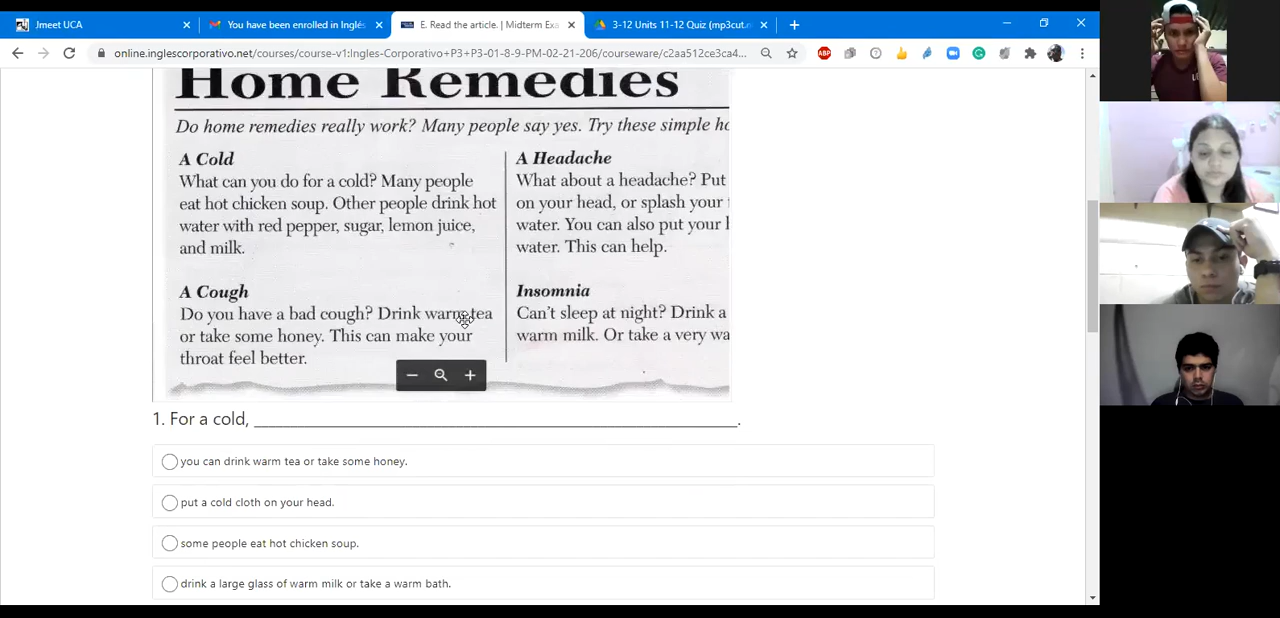 Jmeet UCA
You have been enrolled in Inglés
E. Read the article. | Midterm Exa
3-12 Units 11-12 Quiz (mp3cut.n
online.inglescorporativo.net/courses/course-v1:Ingles-Corporativo+P3+P3-01-8-9-PM-02-21-206/courseware/c2aa512ce3ca4...
ABP
Home Remedies
Do home remedies really work? Many people say yes. Try these simple ho
A Cold
What can you do for a cold? Many people
eat hot chicken soup. Other people drink hot
water with red pepper, sugar, lemon juice,
and milk.
A Cough
Do you have a bad cough? Drink warm tea
or take some honey. This can make your
throat feel better.
A Headache
What about a headache? Put
on your head, or splash your
water. You can also put your
water. This can help.
Insomnia
Can't sleep at night? Drink a
warm milk. Or take a very wa
1. For a cold, ______________________________.
you can drink warm tea or take some honey.
put a cold cloth on your head.
some people eat hot chicken soup.
drink a large glass of warm milk or take a warm bath.